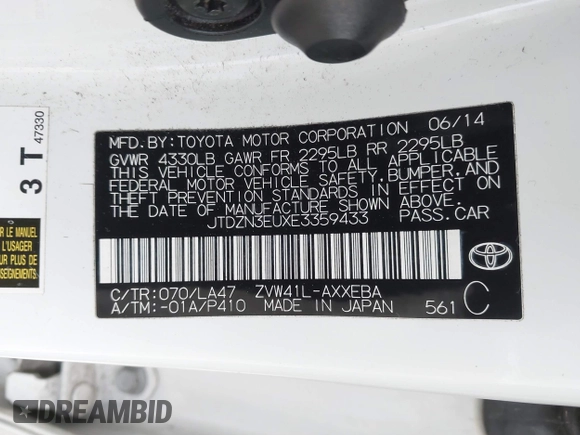 MFD. BY: TOYOTA MOTOR CORPORATION 06/14
GVWR 4330LB GAWR FR 2295LB RR 2295LB
THIS VEHICLE CONFORMS TO ALL APPLICABLE
FEDERAL MOTOR VEHICLE SAFETY, BUMPER, AND
THEFT PREVENTION STANDARDS IN EFFECT ON
THE DATE OF MANUFACTURE SHOWN ABOVE.
JTDZN3EUXE3359433 PASS. CAR
C/TR: 070/LA47 ZVW41L-AXXEBA
A/TM: -01A/P410 MADE IN JAPAN 561 C
3 T 47330
R LE MANUEL
L'USAGER
DREAMBID